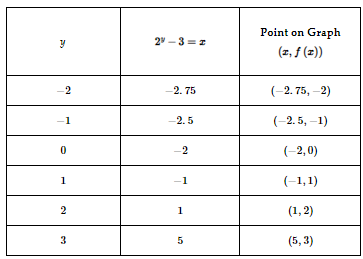 y 2^y − 3 = x Point on Graph
(x, f (x))
−2 −2.75 (−2.75, −2)
−1 −2.5 (−2.5, −1)
0 −2 (−2, 0)
1 −1 (−1, 1)
2 1 (1, 2)
3 5 (5, 3)